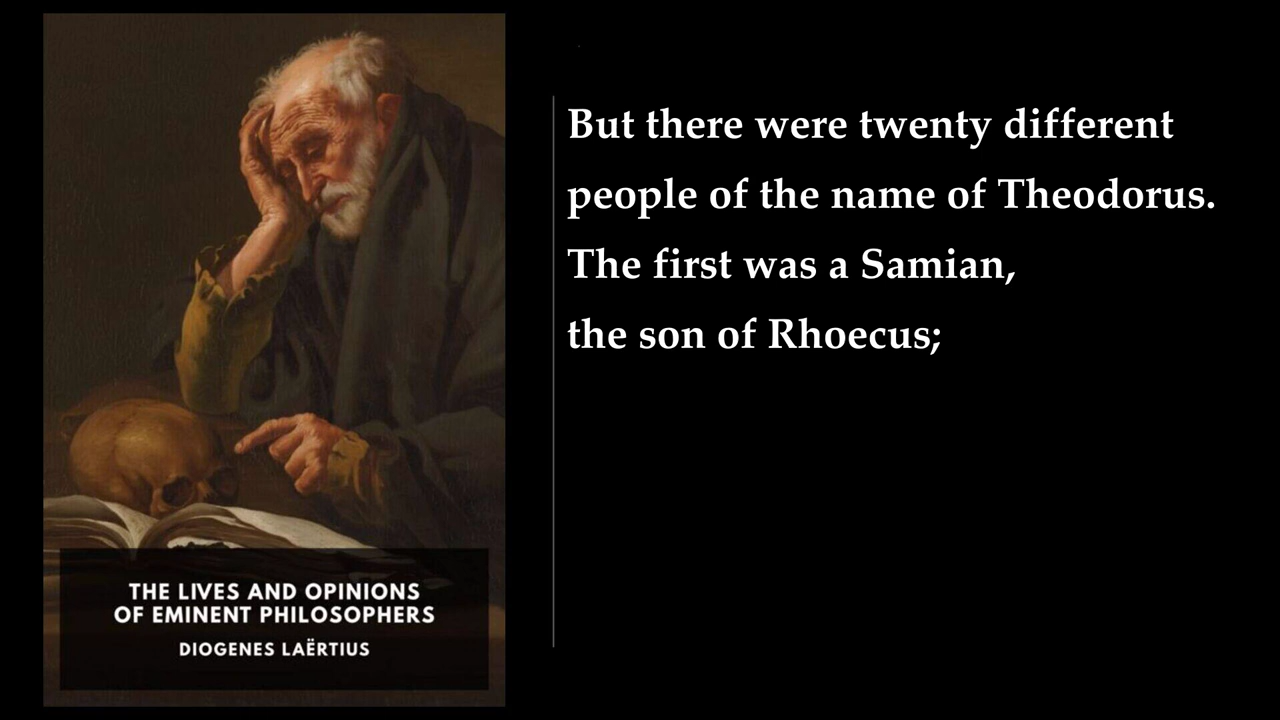 THE LIVES AND OPINIONS
OF EMINENT PHILOSOPHERS
DIOGENES LAËRTIUS
But there were twenty different
people of the name of Theodorus.
The first was a Samian,
the son of Rhoecus;